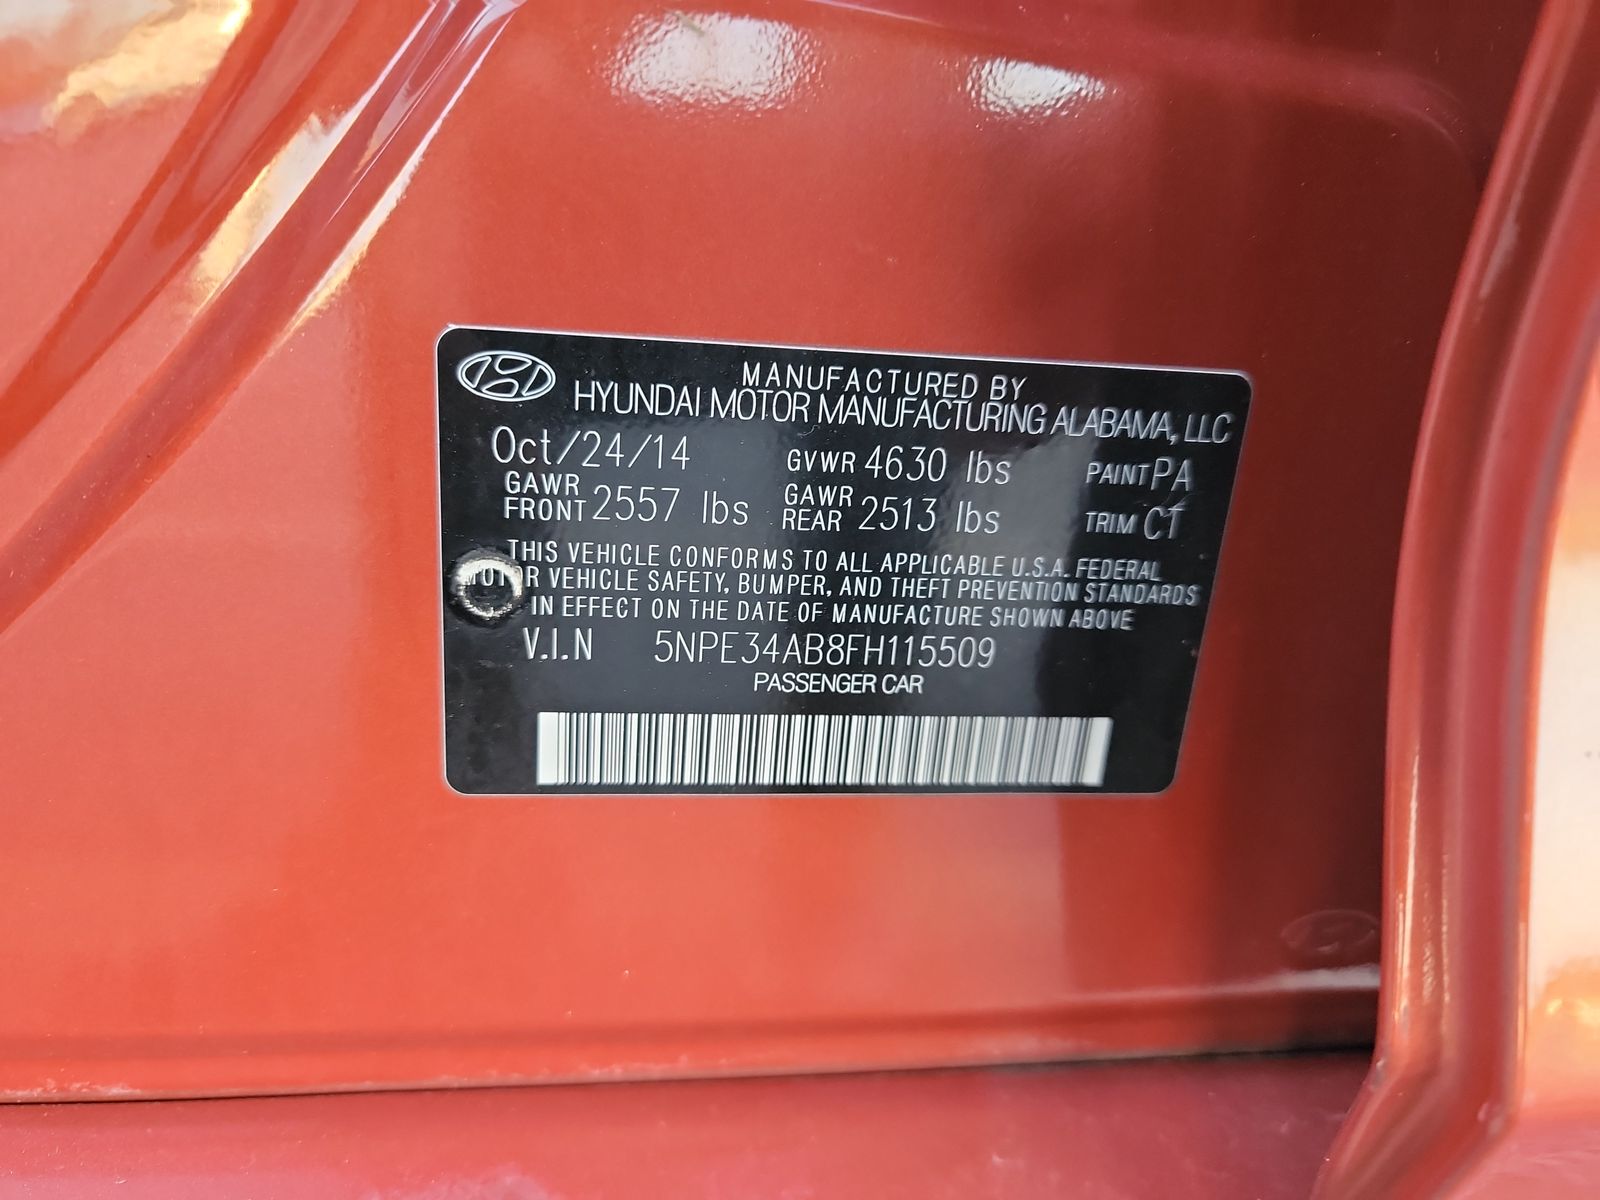 MANUFACTURED BY
HYUNDAI MOTOR MANUFACTURING ALABAMA, LLC
Oct/24/14 GVWR 4630 lbs PAINT PA
GAWR FRONT 2557 lbs GAWR REAR 2513 lbs TRIM CT
THIS VEHICLE CONFORMS TO ALL APPLICABLE U.S.A. FEDERAL
MOTOR VEHICLE SAFETY, BUMPER, AND THEFT PREVENTION STANDARDS
IN EFFECT ON THE DATE OF MANUFACTURE SHOWN ABOVE
V.I.N 5NPE34AB8FH115509
PASSENGER CAR